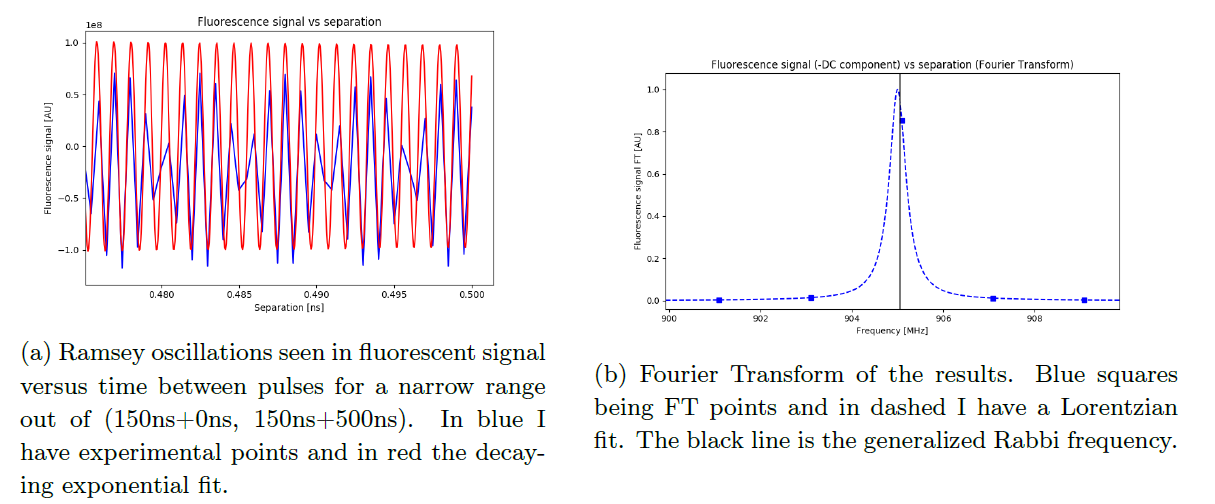 Fluorescence signal vs separation
1e8
1.0
0.5
0.0
−0.5
−1.0
Fluorescence signal [AU]
0.480 0.485 0.490 0.495 0.500
Separation [ns]
(a) Ramsey oscillations seen in fluorescent signal
versus time between pulses for a narrow range
out of (150ns+0ns, 150ns+500ns). In blue I
have experimental points and in red the decay-
ing exponential fit.
Fluorescence signal (-DC component) vs separation (Fourier Transform)
1.0
0.8
0.6
0.4
0.2
0.0
Fluorescence signal FT [AU]
900 902 904 906 908
Frequency [MHz]
(b) Fourier Transform of the results. Blue squares
being FT points and in dashed I have a Lorentzian
fit. The black line is the generalized Rabbi frequency.